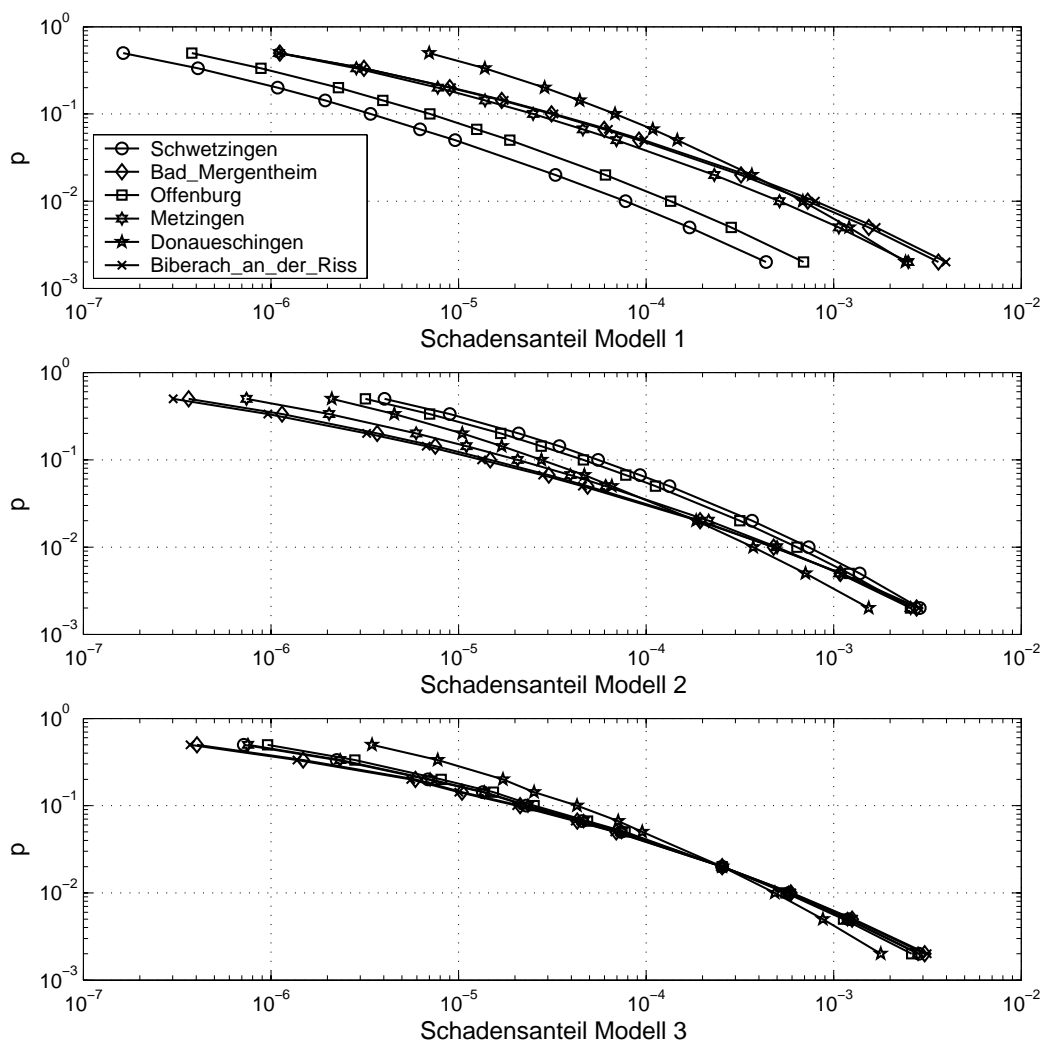 10^0
10^-1
10^-2
10^-3
p
Schwetzingen
Bad_Mergentheim
Offenburg
Metzingen
Donaueschingen
Biberach_an_der_Riss
10^-7 10^-6 10^-5 10^-4 10^-3 10^-2
Schadensanteil Modell 1
10^0
10^-1
10^-2
10^-3
p
10^-7 10^-6 10^-5 10^-4 10^-3 10^-2
Schadensanteil Modell 2
10^0
10^-1
10^-2
10^-3
p
10^-7 10^-6 10^-5 10^-4 10^-3 10^-2
Schadensanteil Modell 3